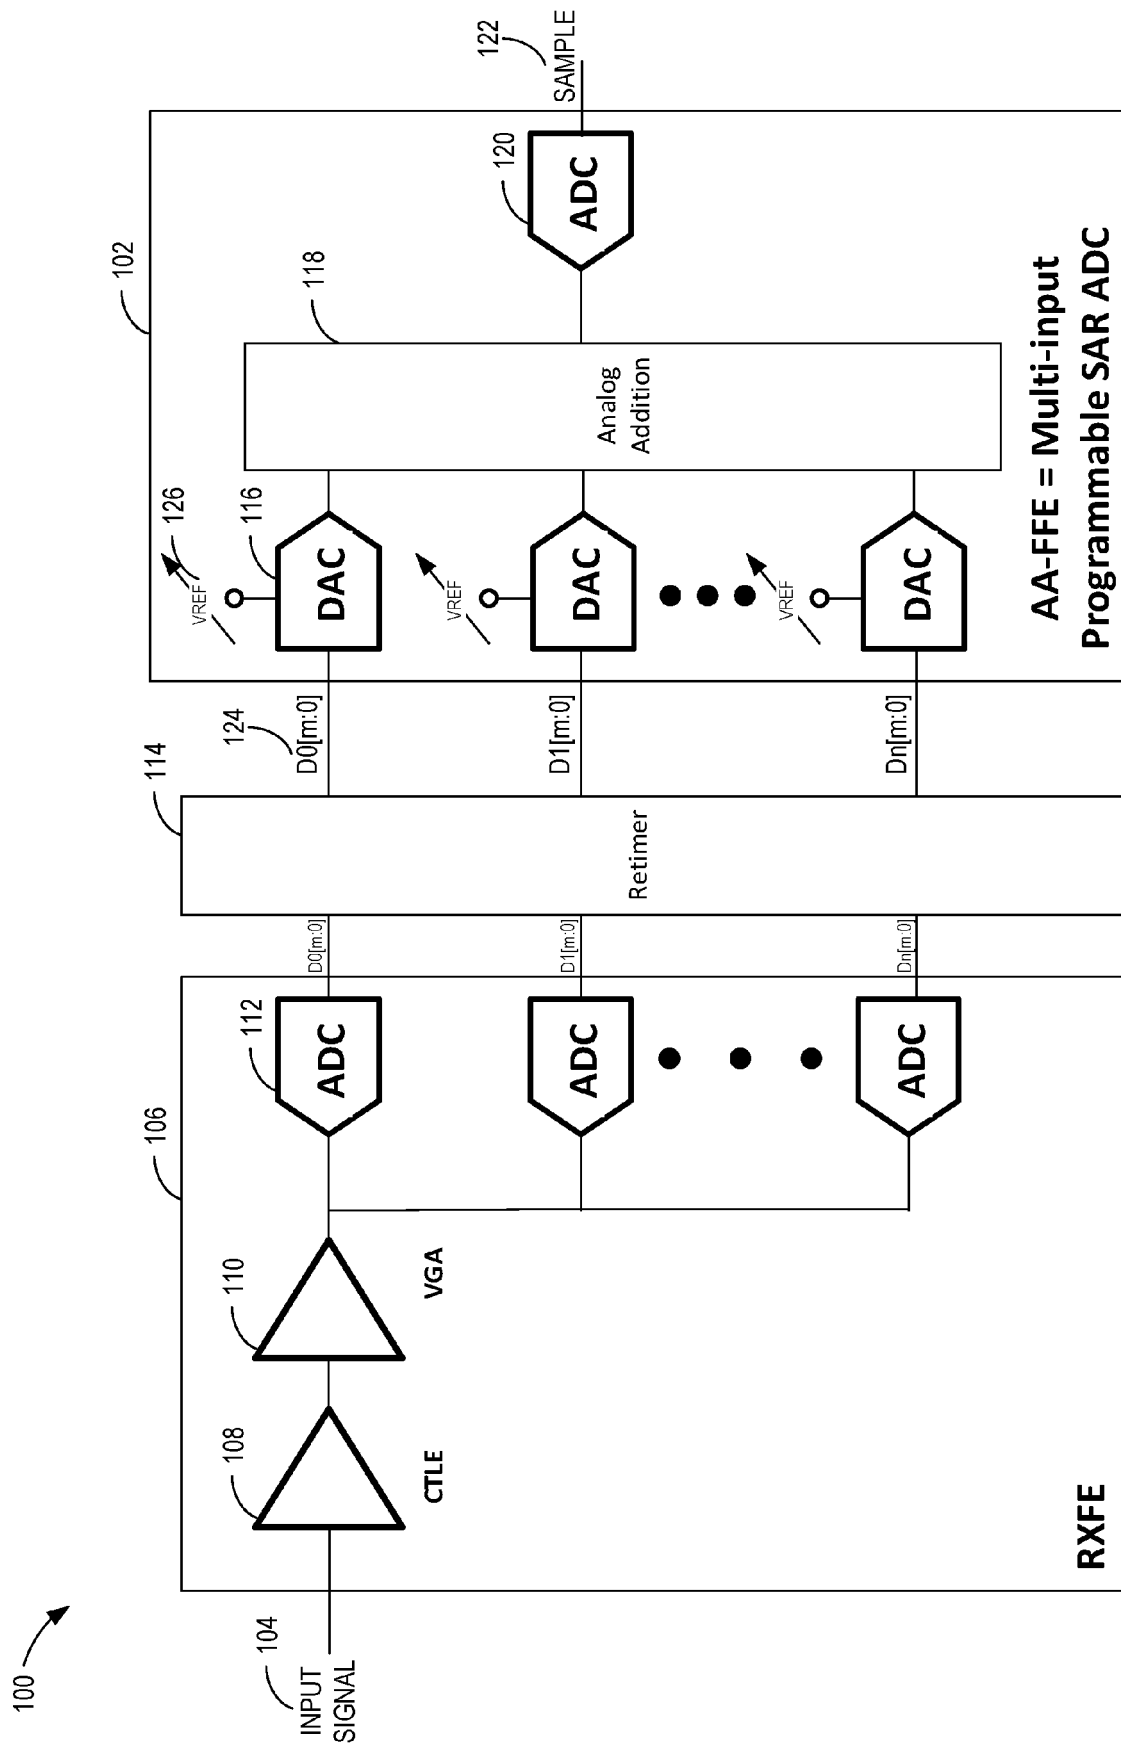 100
104
INPUT
SIGNAL
106
108
CTLE
110
VGA
112
ADC
ADC
ADC
RXFE
D0[m:0]
D1[m:0]
Dn[m:0]
114
Retimer
124
D0[m:0]
D1[m:0]
Dn[m:0]
102
126
VREF
116
DAC
VREF
DAC
VREF
DAC
118
Analog
Addition
120
ADC
122
SAMPLE
AA-FFE = Multi-input
Programmable SAR ADC